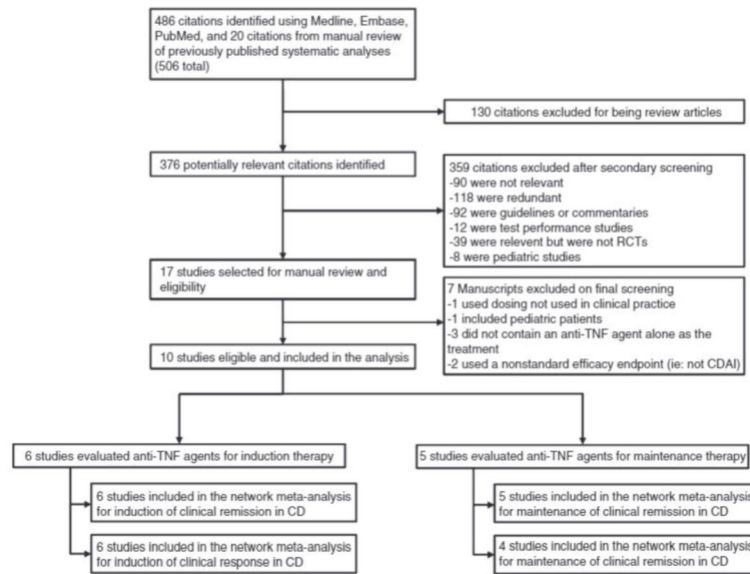 486 citations identified using Medline, Embase,
PubMed, and 20 citations from manual review
of previously published systematic analyses
(506 total)
130 citations excluded for being review articles
376 potentially relevant citations identified
359 citations excluded after secondary screening
-90 were not relevant
-118 were redundant
-92 were guidelines or commentaries
-12 were test performance studies
-39 were relevent but were not RCTs
-8 were pediatric studies
17 studies selected for manual review and
eligibility
7 Manuscripts excluded on final screening
-1 used dosing not used in clinical practice
-1 included pediatric patients
-3 did not contain an anti-TNF agent alone as the
treatment
-2 used a nonstandard efficacy endpoint (ie: not CDAI)
10 studies eligible and included in the analysis
6 studies evaluated anti-TNF agents for induction therapy
5 studies evaluated anti-TNF agents for maintenance therapy
6 studies included in the network meta-analysis
for induction of clinical remission in CD
5 studies included in the network meta-analysis
for maintenance of clinical remission in CD
6 studies included in the network meta-analysis
for induction of clinical response in CD
4 studies included in the network meta-analysis
for maintenance of clinical remission in CD